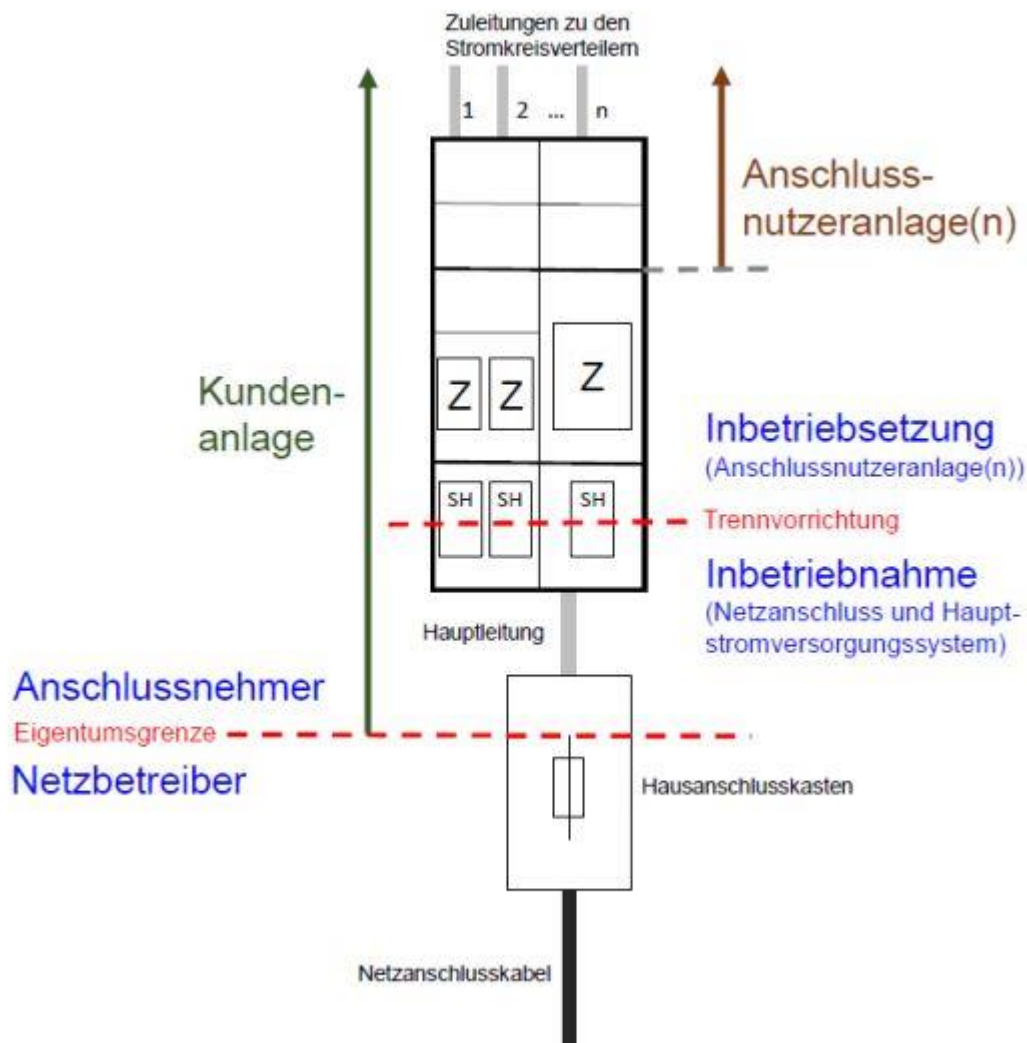 Zuleitungen zu den
Stromkreisverteilern
1 2 ... n
Anschluss-
nutzeranlage(n)
Kunden-
anlage
Z Z Z
Inbetriebsetzung
(Anschlussnutzeranlage(n))
SH SH SH
Trennvorrichtung
Inbetriebnahme
(Netzanschluss und Haupt-
stromversorgungssystem)
Hauptleitung
Anschlussnehmer
Eigentumsgrenze
Netzbetreiber
Hausanschlusskasten
Netzanschlusskabel